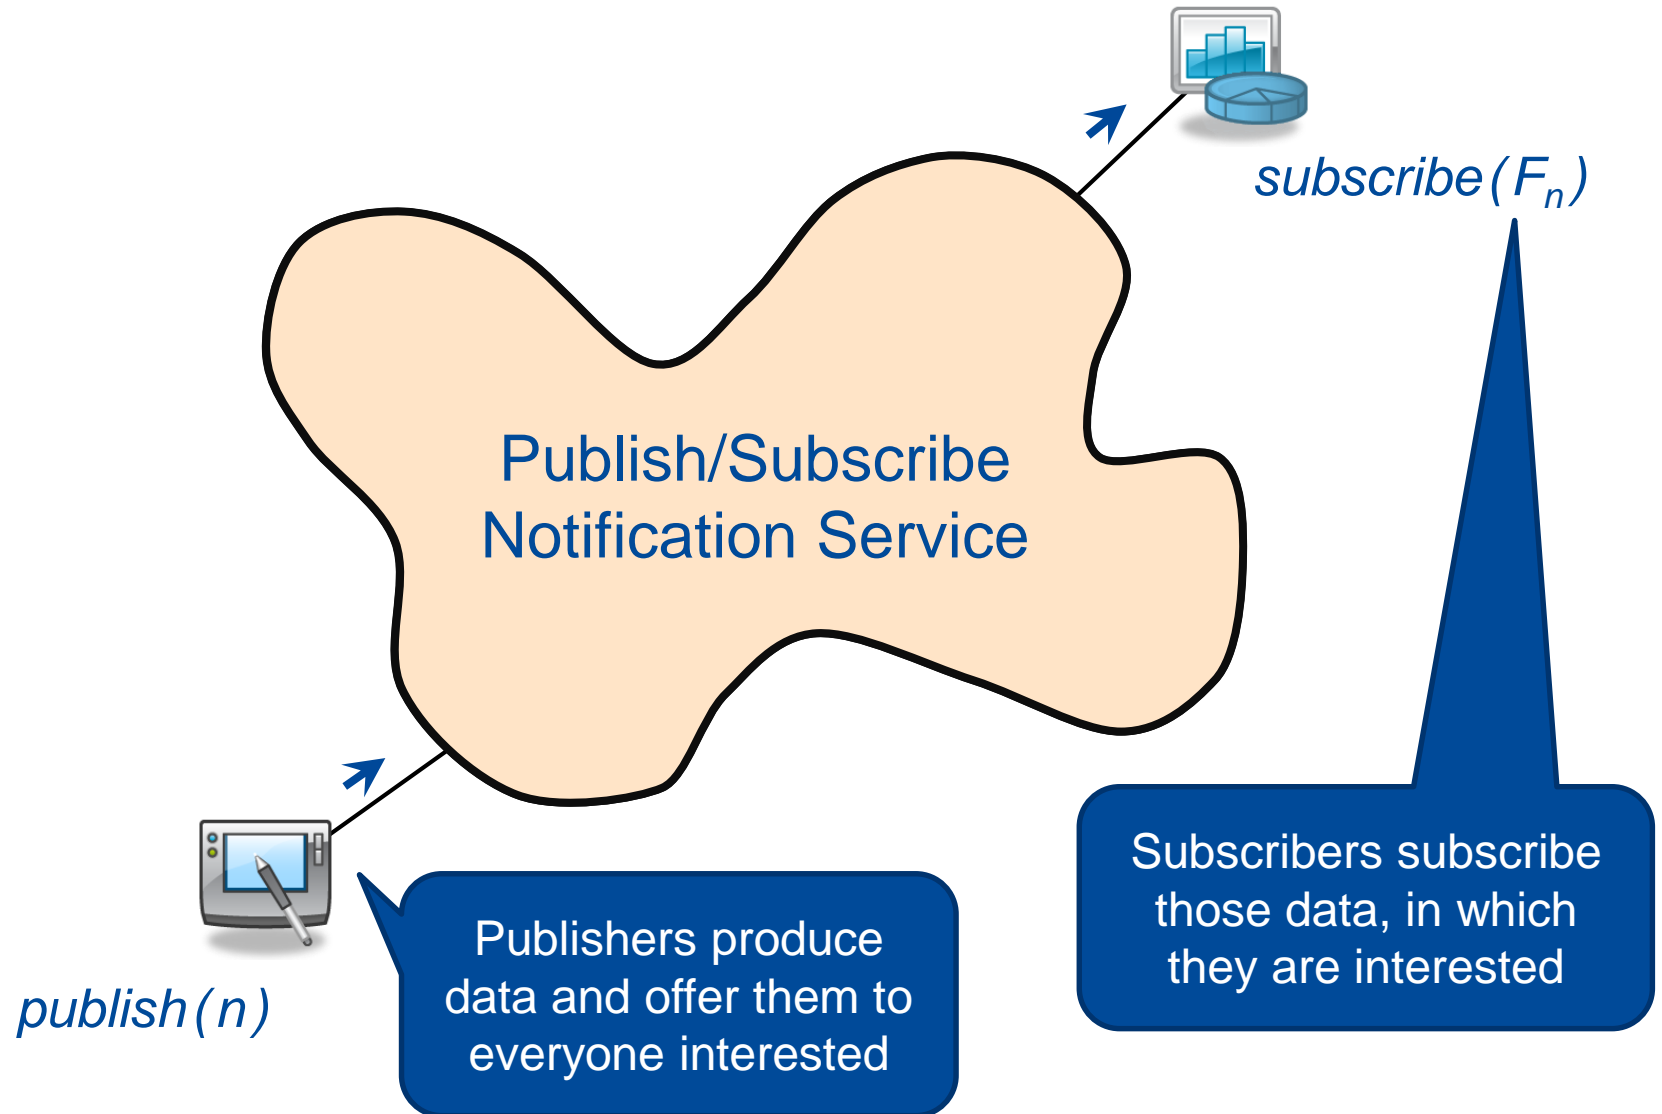 subscribe(Fn)
Publish/Subscribe
Notification Service
Subscribers subscribe
those data, in which
they are interested
Publishers produce
data and offer them to
everyone interested
publish(n)